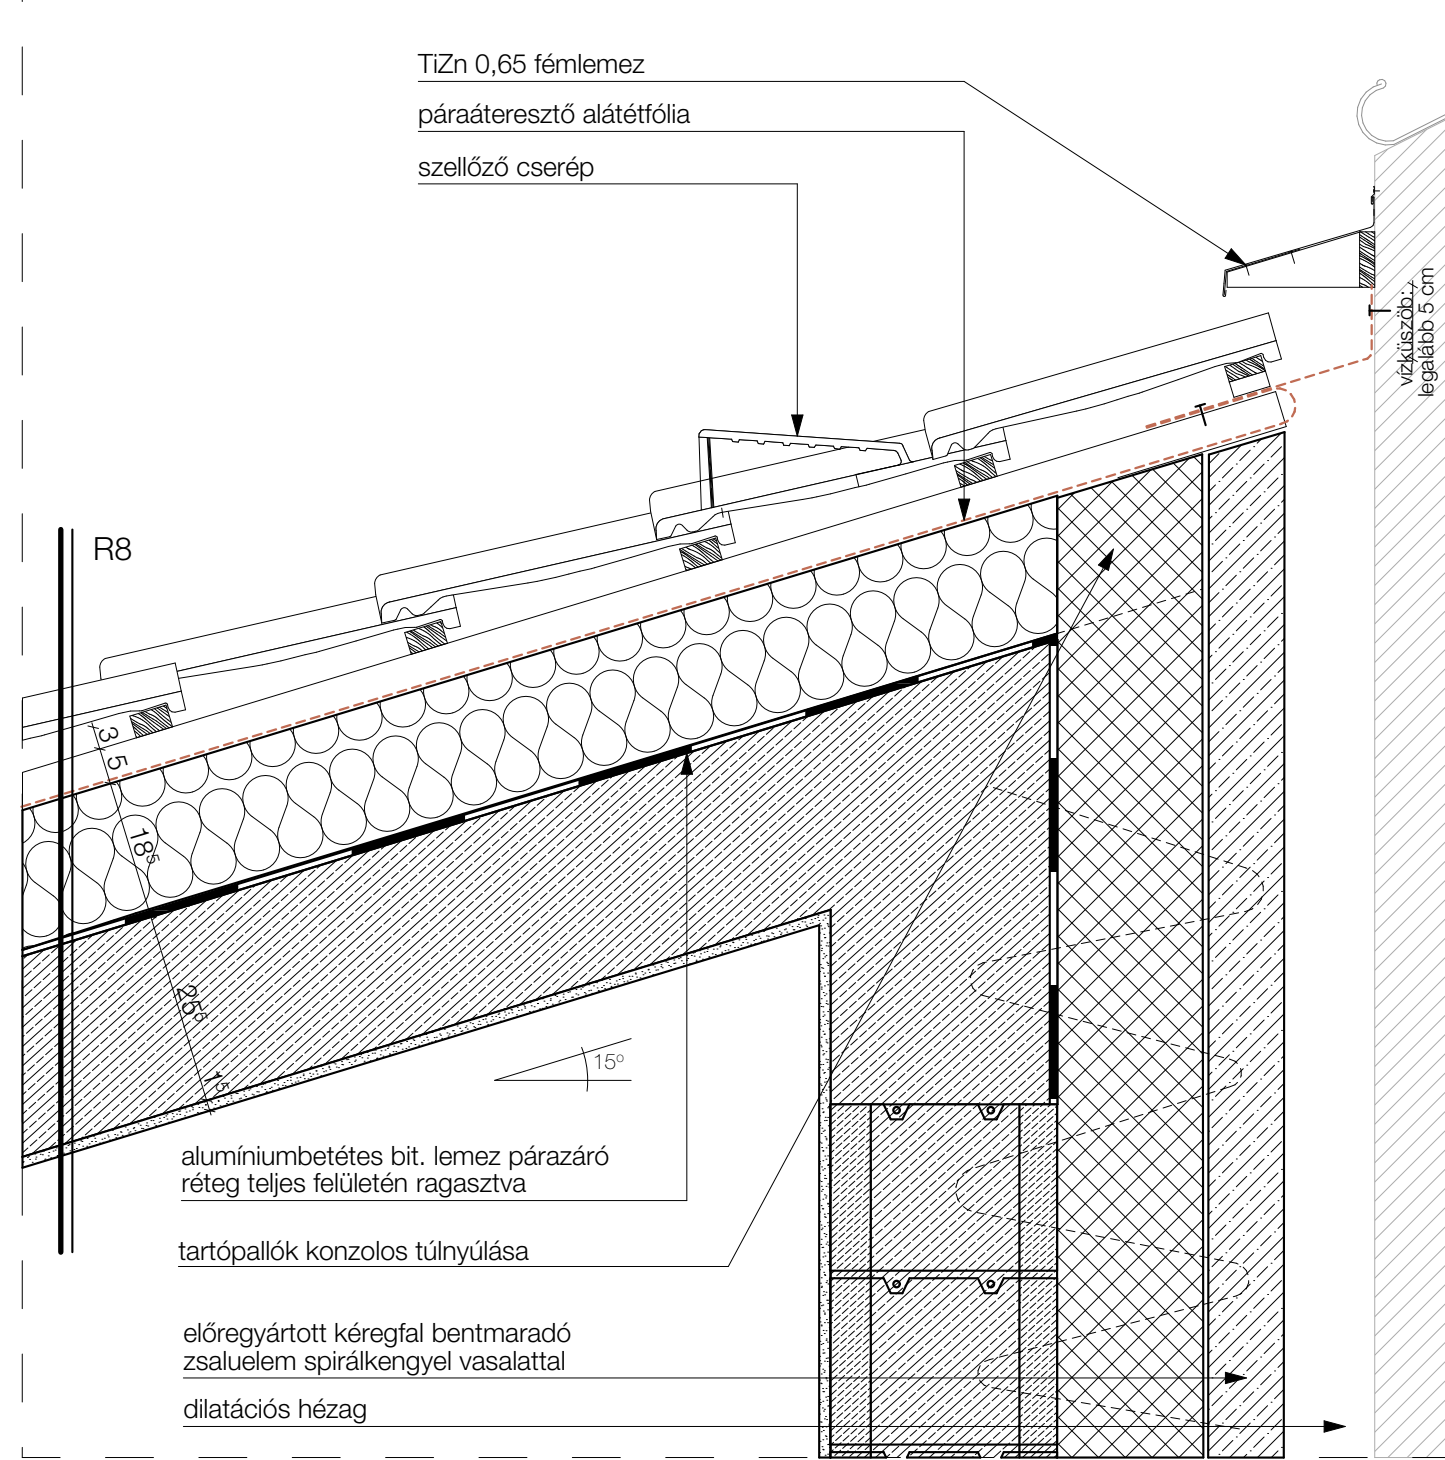 TiZn 0,65 fémlemez
páraáteresztő alátétfólia
szellőző cserép
vízküszöb:
legalább 5 cm
R8
3
5
18⁵
25⁵
1⁵
15°
alumíniumbetétes bit. lemez párazáró
réteg teljes felületén ragasztva
tartópallók konzolos túlnyúlása
előregyártott kéregfal bentmaradó
zsaluelem spirálkengyel vasalattal
dilatációs hézag